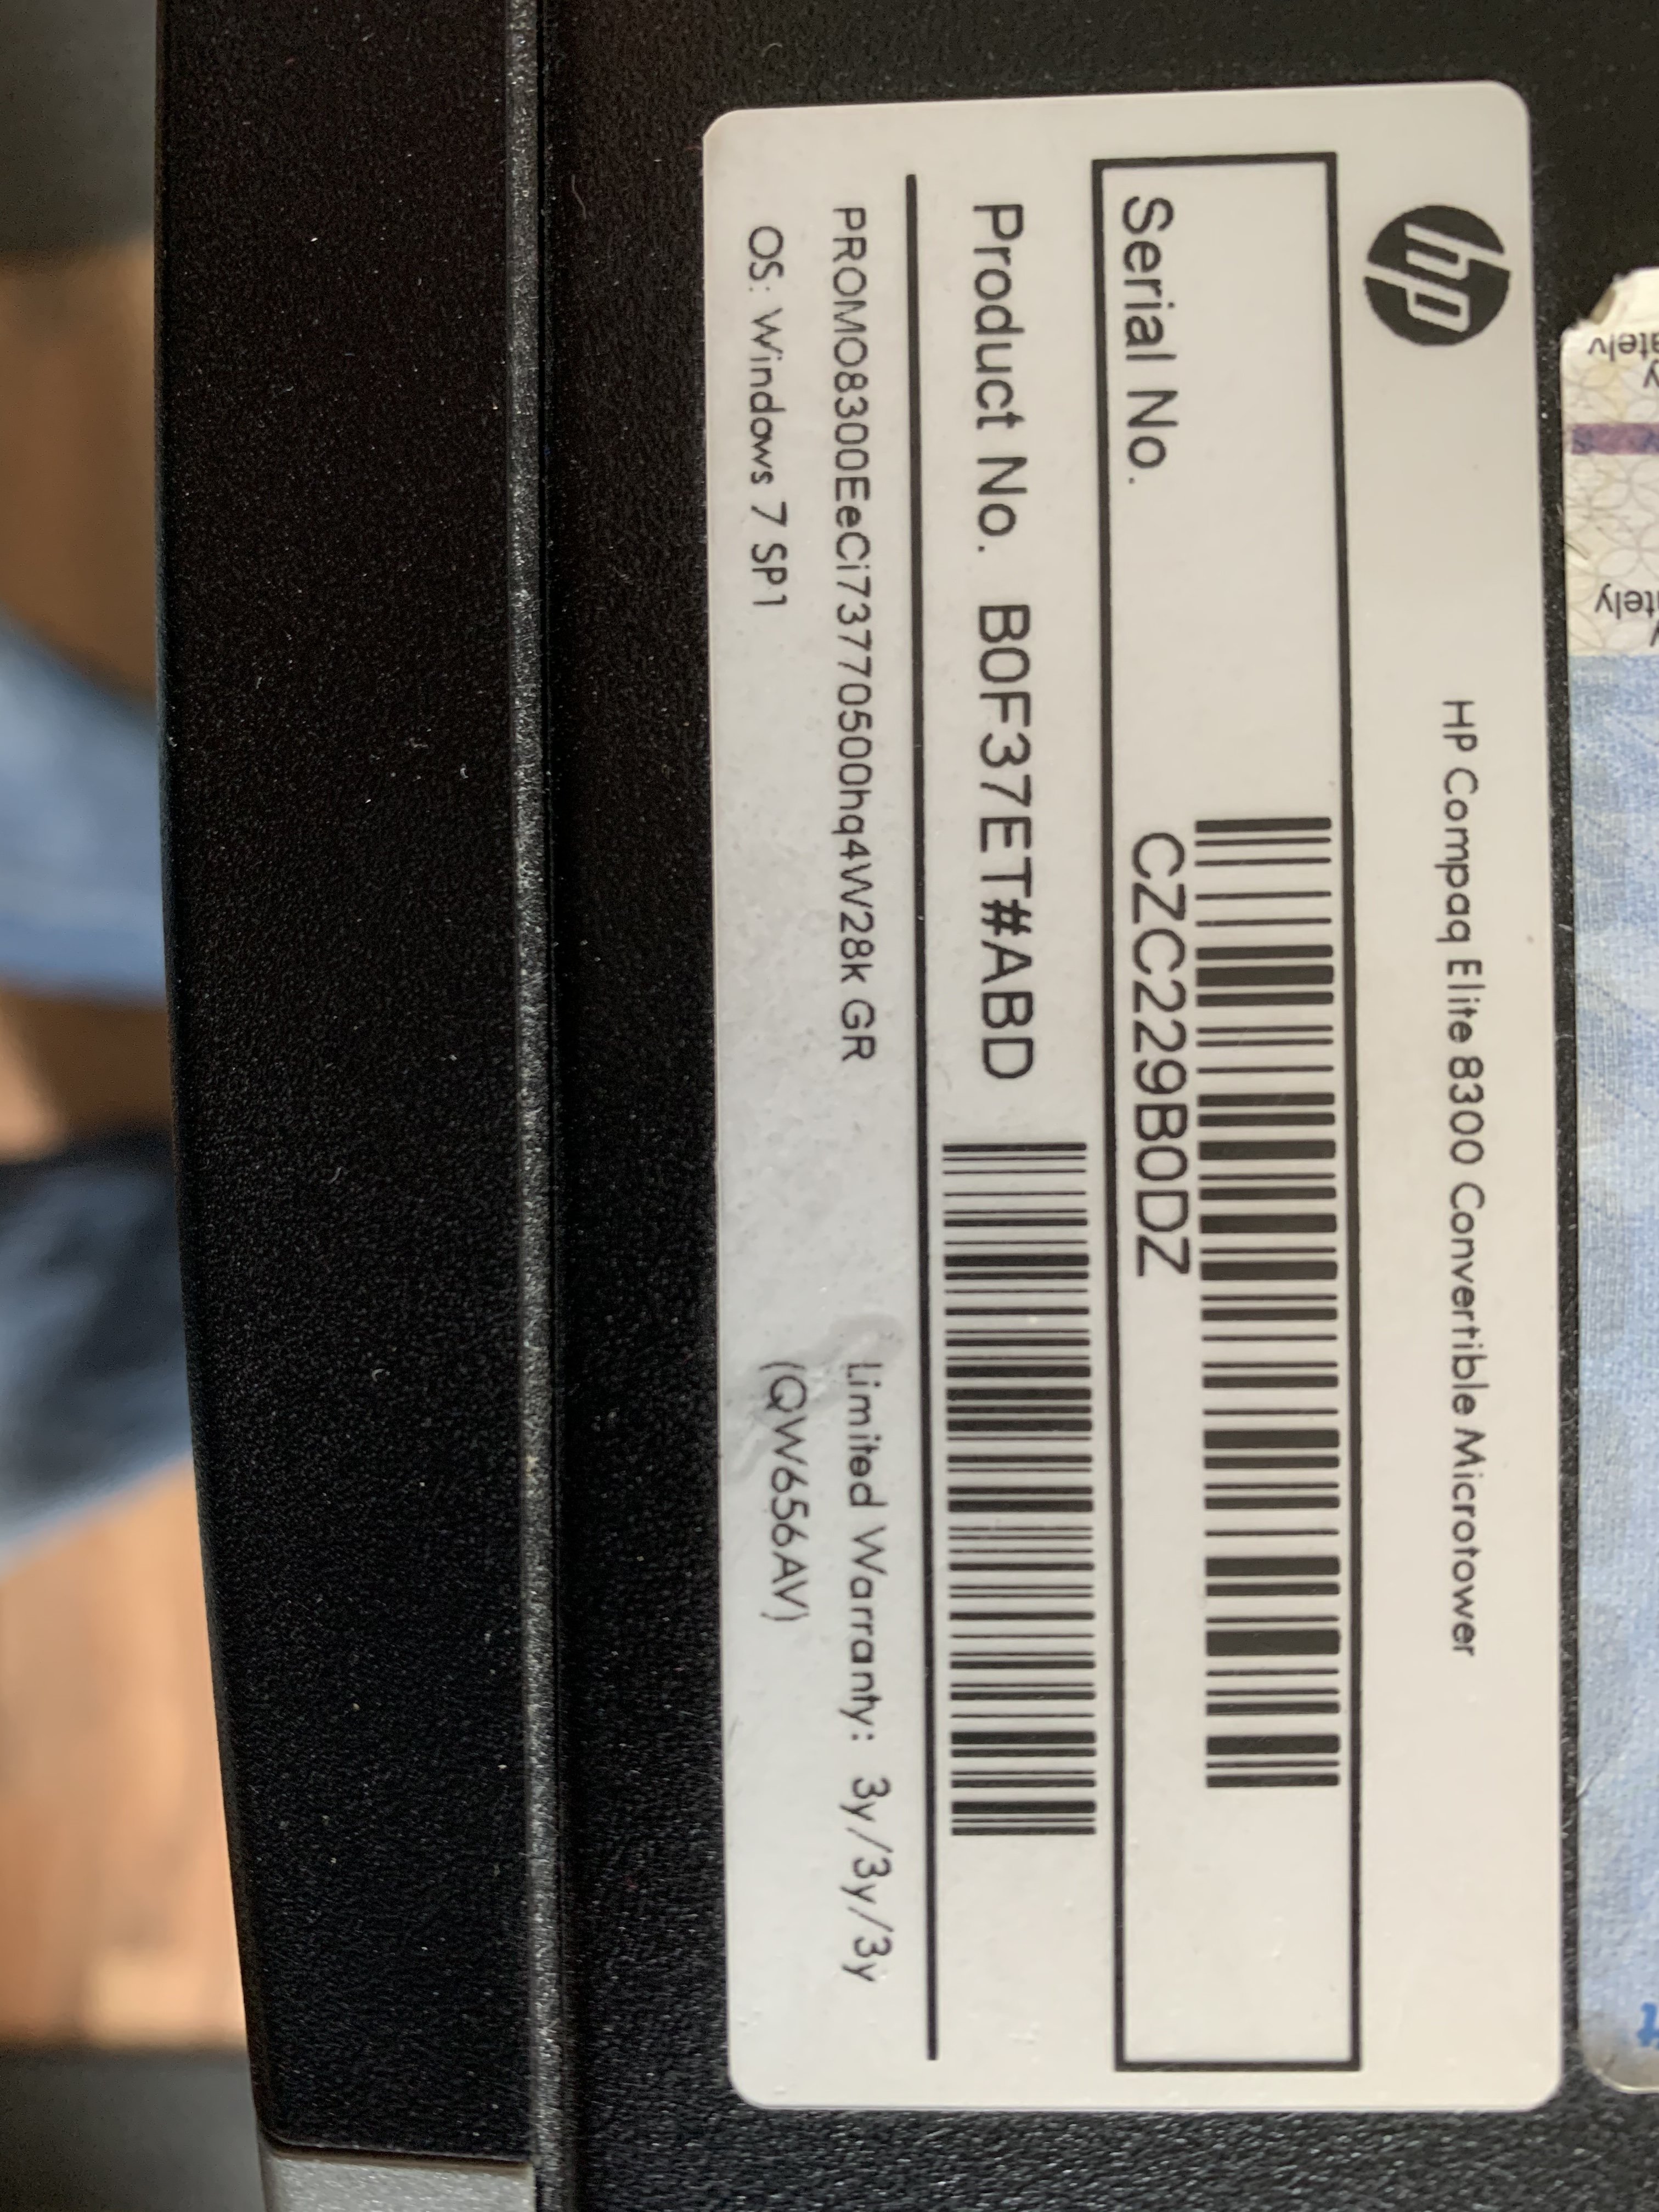 hp
HP Compaq Elite 8300 Convertible Microtower
Serial No.
CZC229B0DZ
Product No. B0F37ET#ABD
PROMO8300EeCi73770500hq4W28k GR
Limited Warranty: 3y/3y/3y
OS: Windows 7 SP1
(QW656AV)